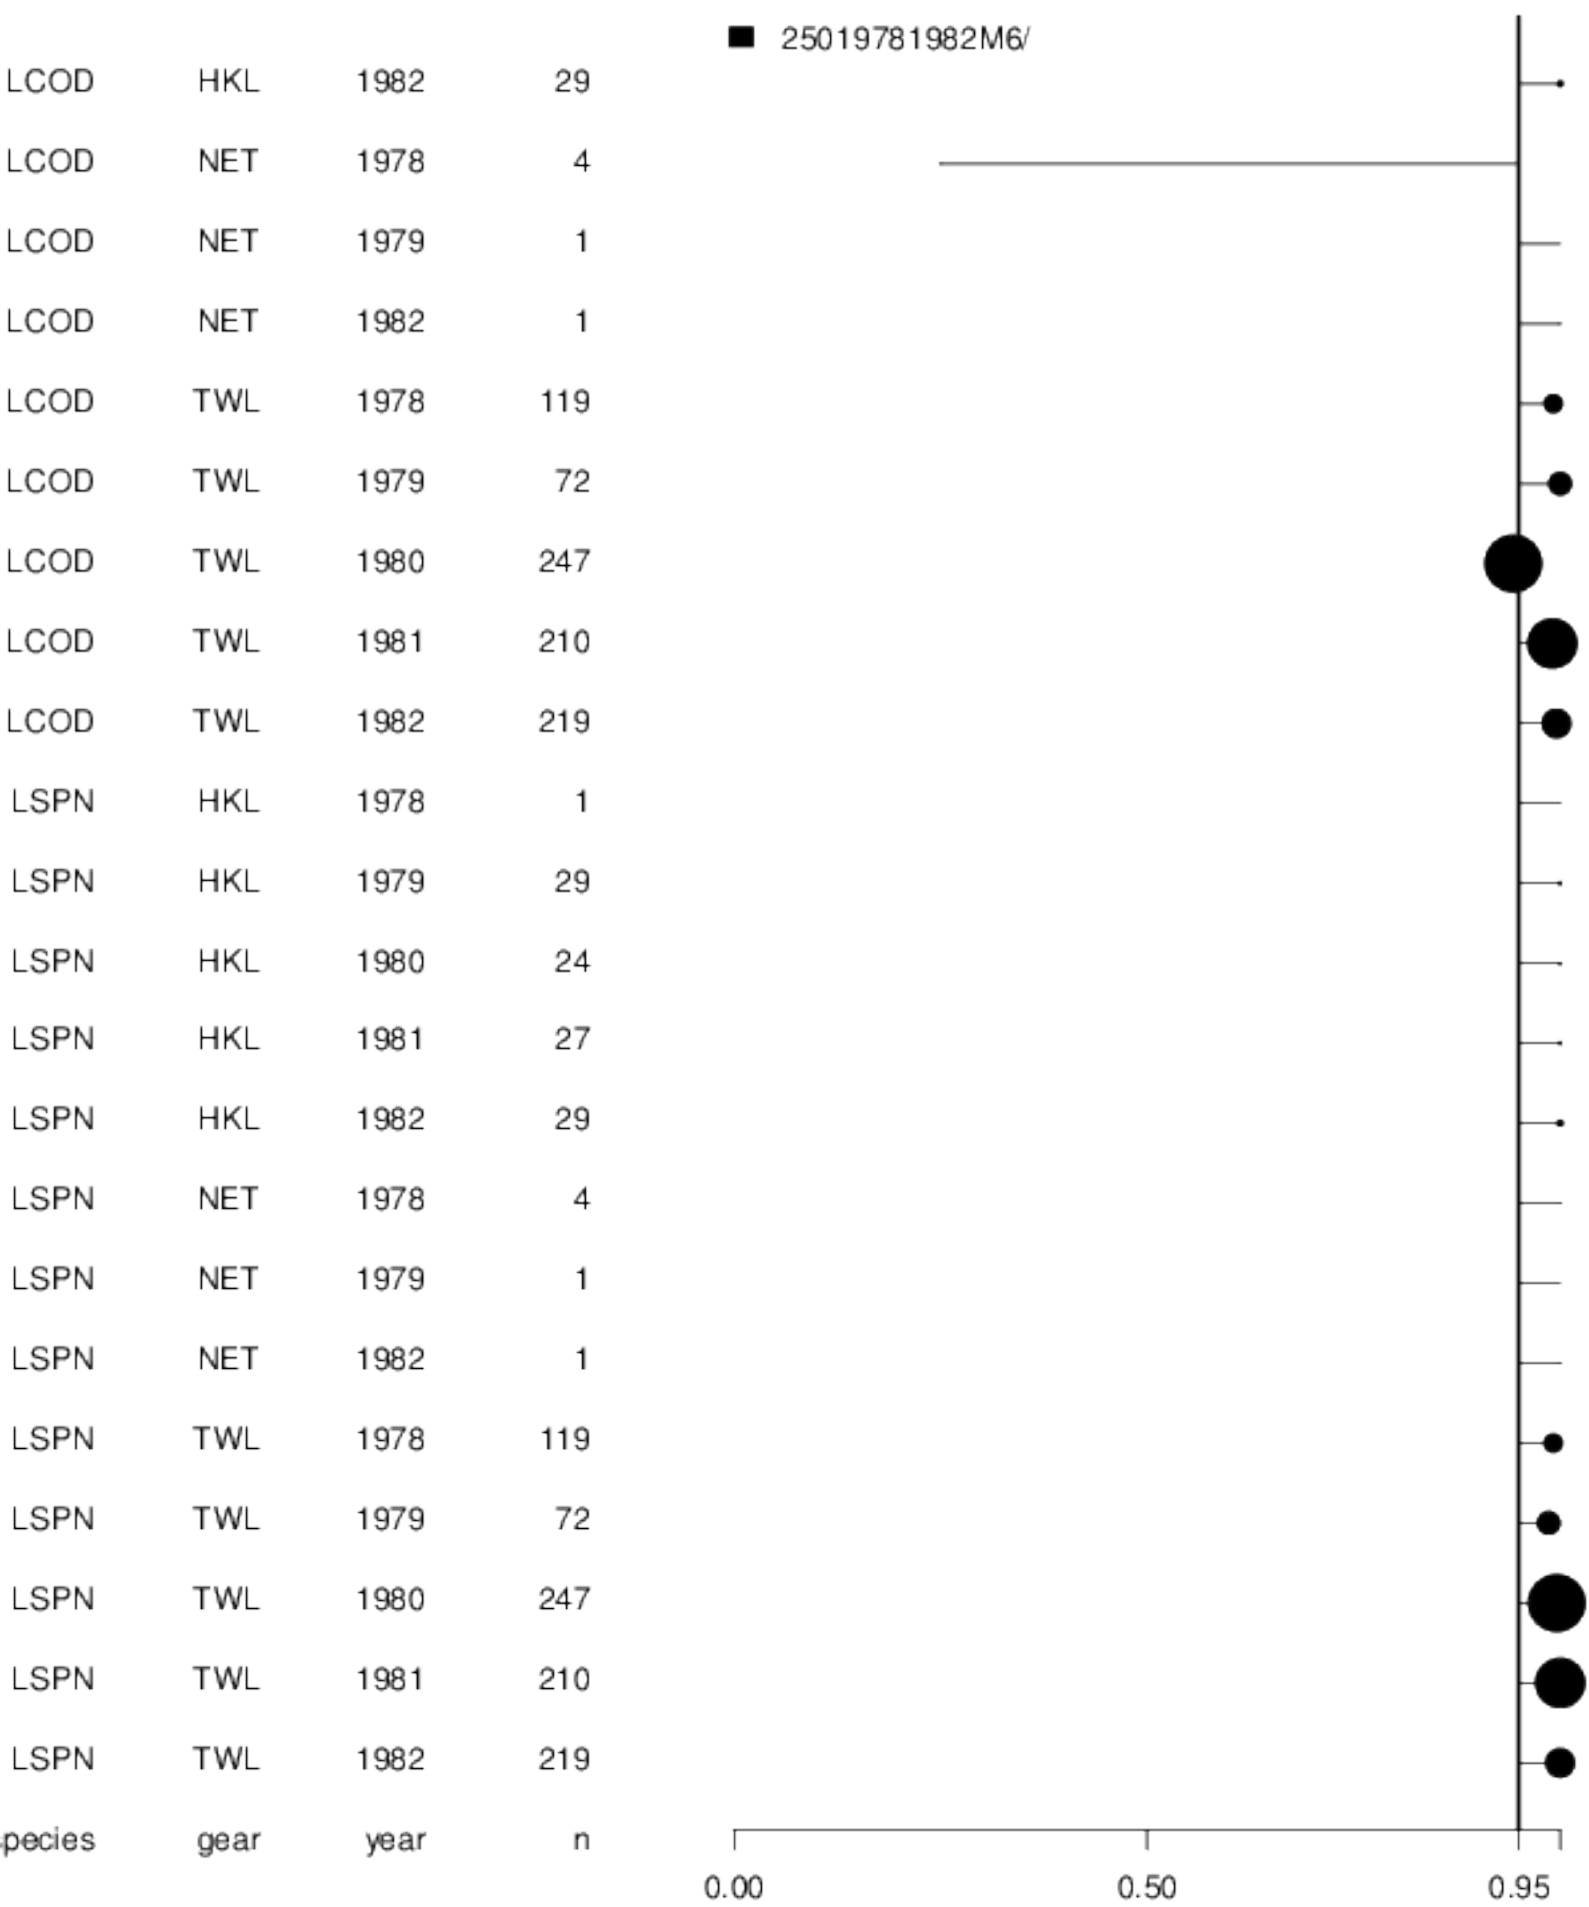 25019781982M6/
LCOD HKL 1982 29
LCOD NET 1978 4
LCOD NET 1979 1
LCOD NET 1982 1
LCOD TWL 1978 119
LCOD TWL 1979 72
LCOD TWL 1980 247
LCOD TWL 1981 210
LCOD TWL 1982 219
LSPN HKL 1978 1
LSPN HKL 1979 29
LSPN HKL 1980 24
LSPN HKL 1981 27
LSPN HKL 1982 29
LSPN NET 1978 4
LSPN NET 1979 1
LSPN NET 1982 1
LSPN TWL 1978 119
LSPN TWL 1979 72
LSPN TWL 1980 247
LSPN TWL 1981 210
LSPN TWL 1982 219
pecies gear year n
0.00 0.50 0.95